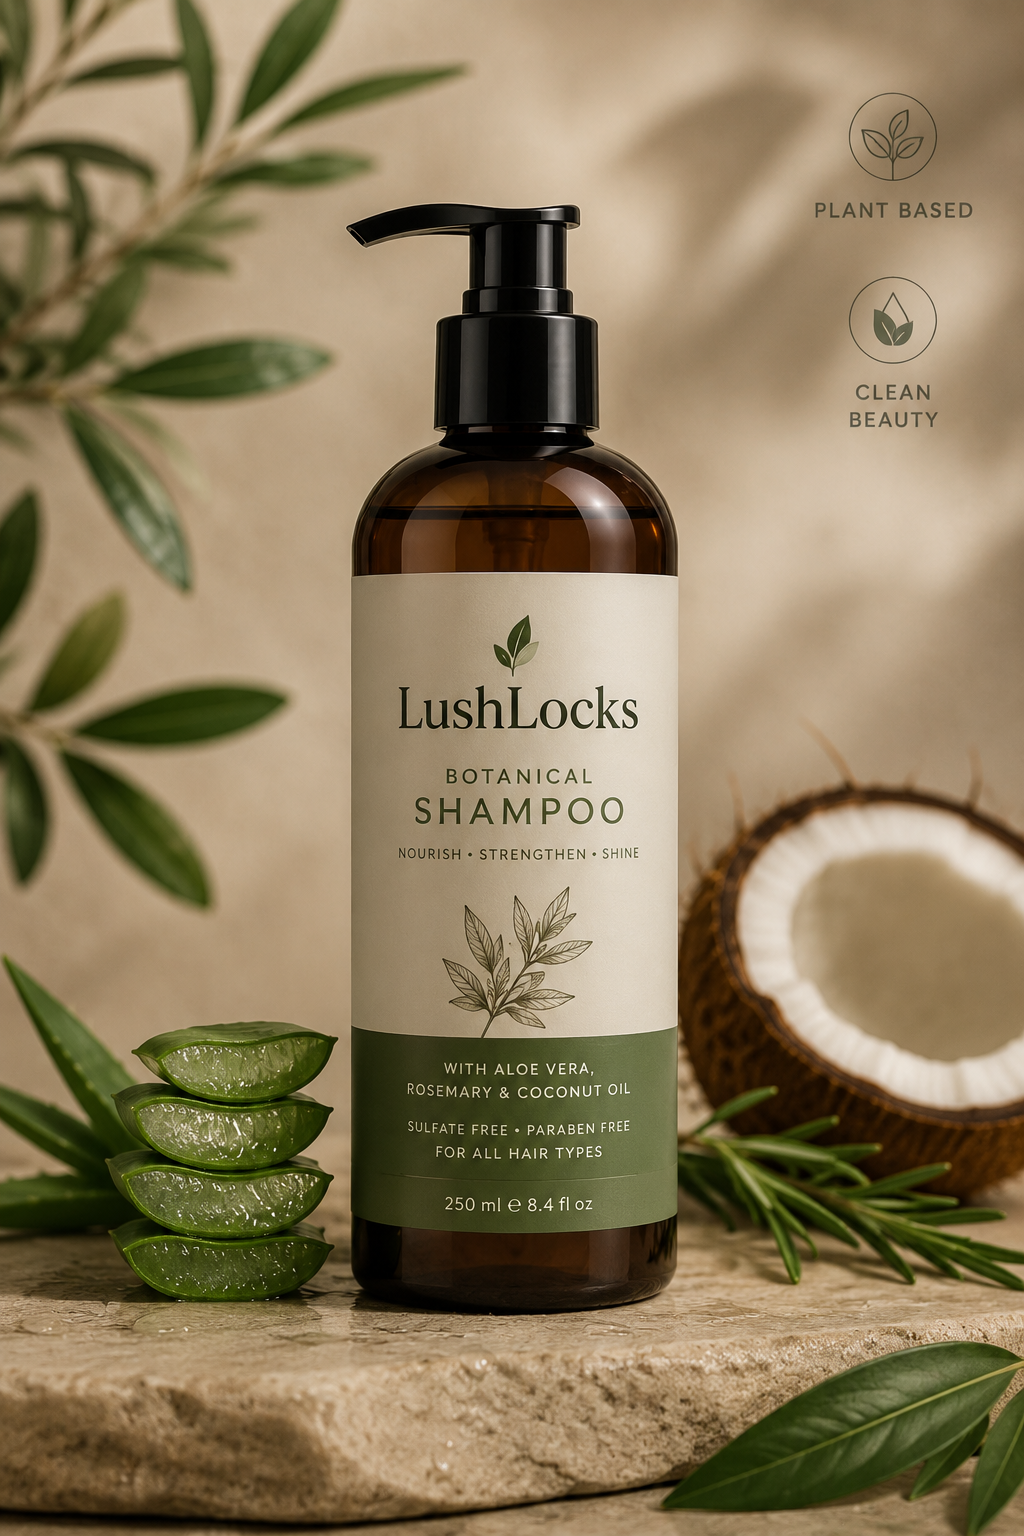 PLANT BASED
CLEAN
BEAUTY
LushLocks
BOTANICAL
SHAMPOO
NOURISH • STRENGTHEN • SHINE
WITH ALOE VERA,
ROSEMARY & COCONUT OIL
SULFATE FREE • PARABEN FREE
FOR ALL HAIR TYPES
250 ml ℮ 8.4 fl oz